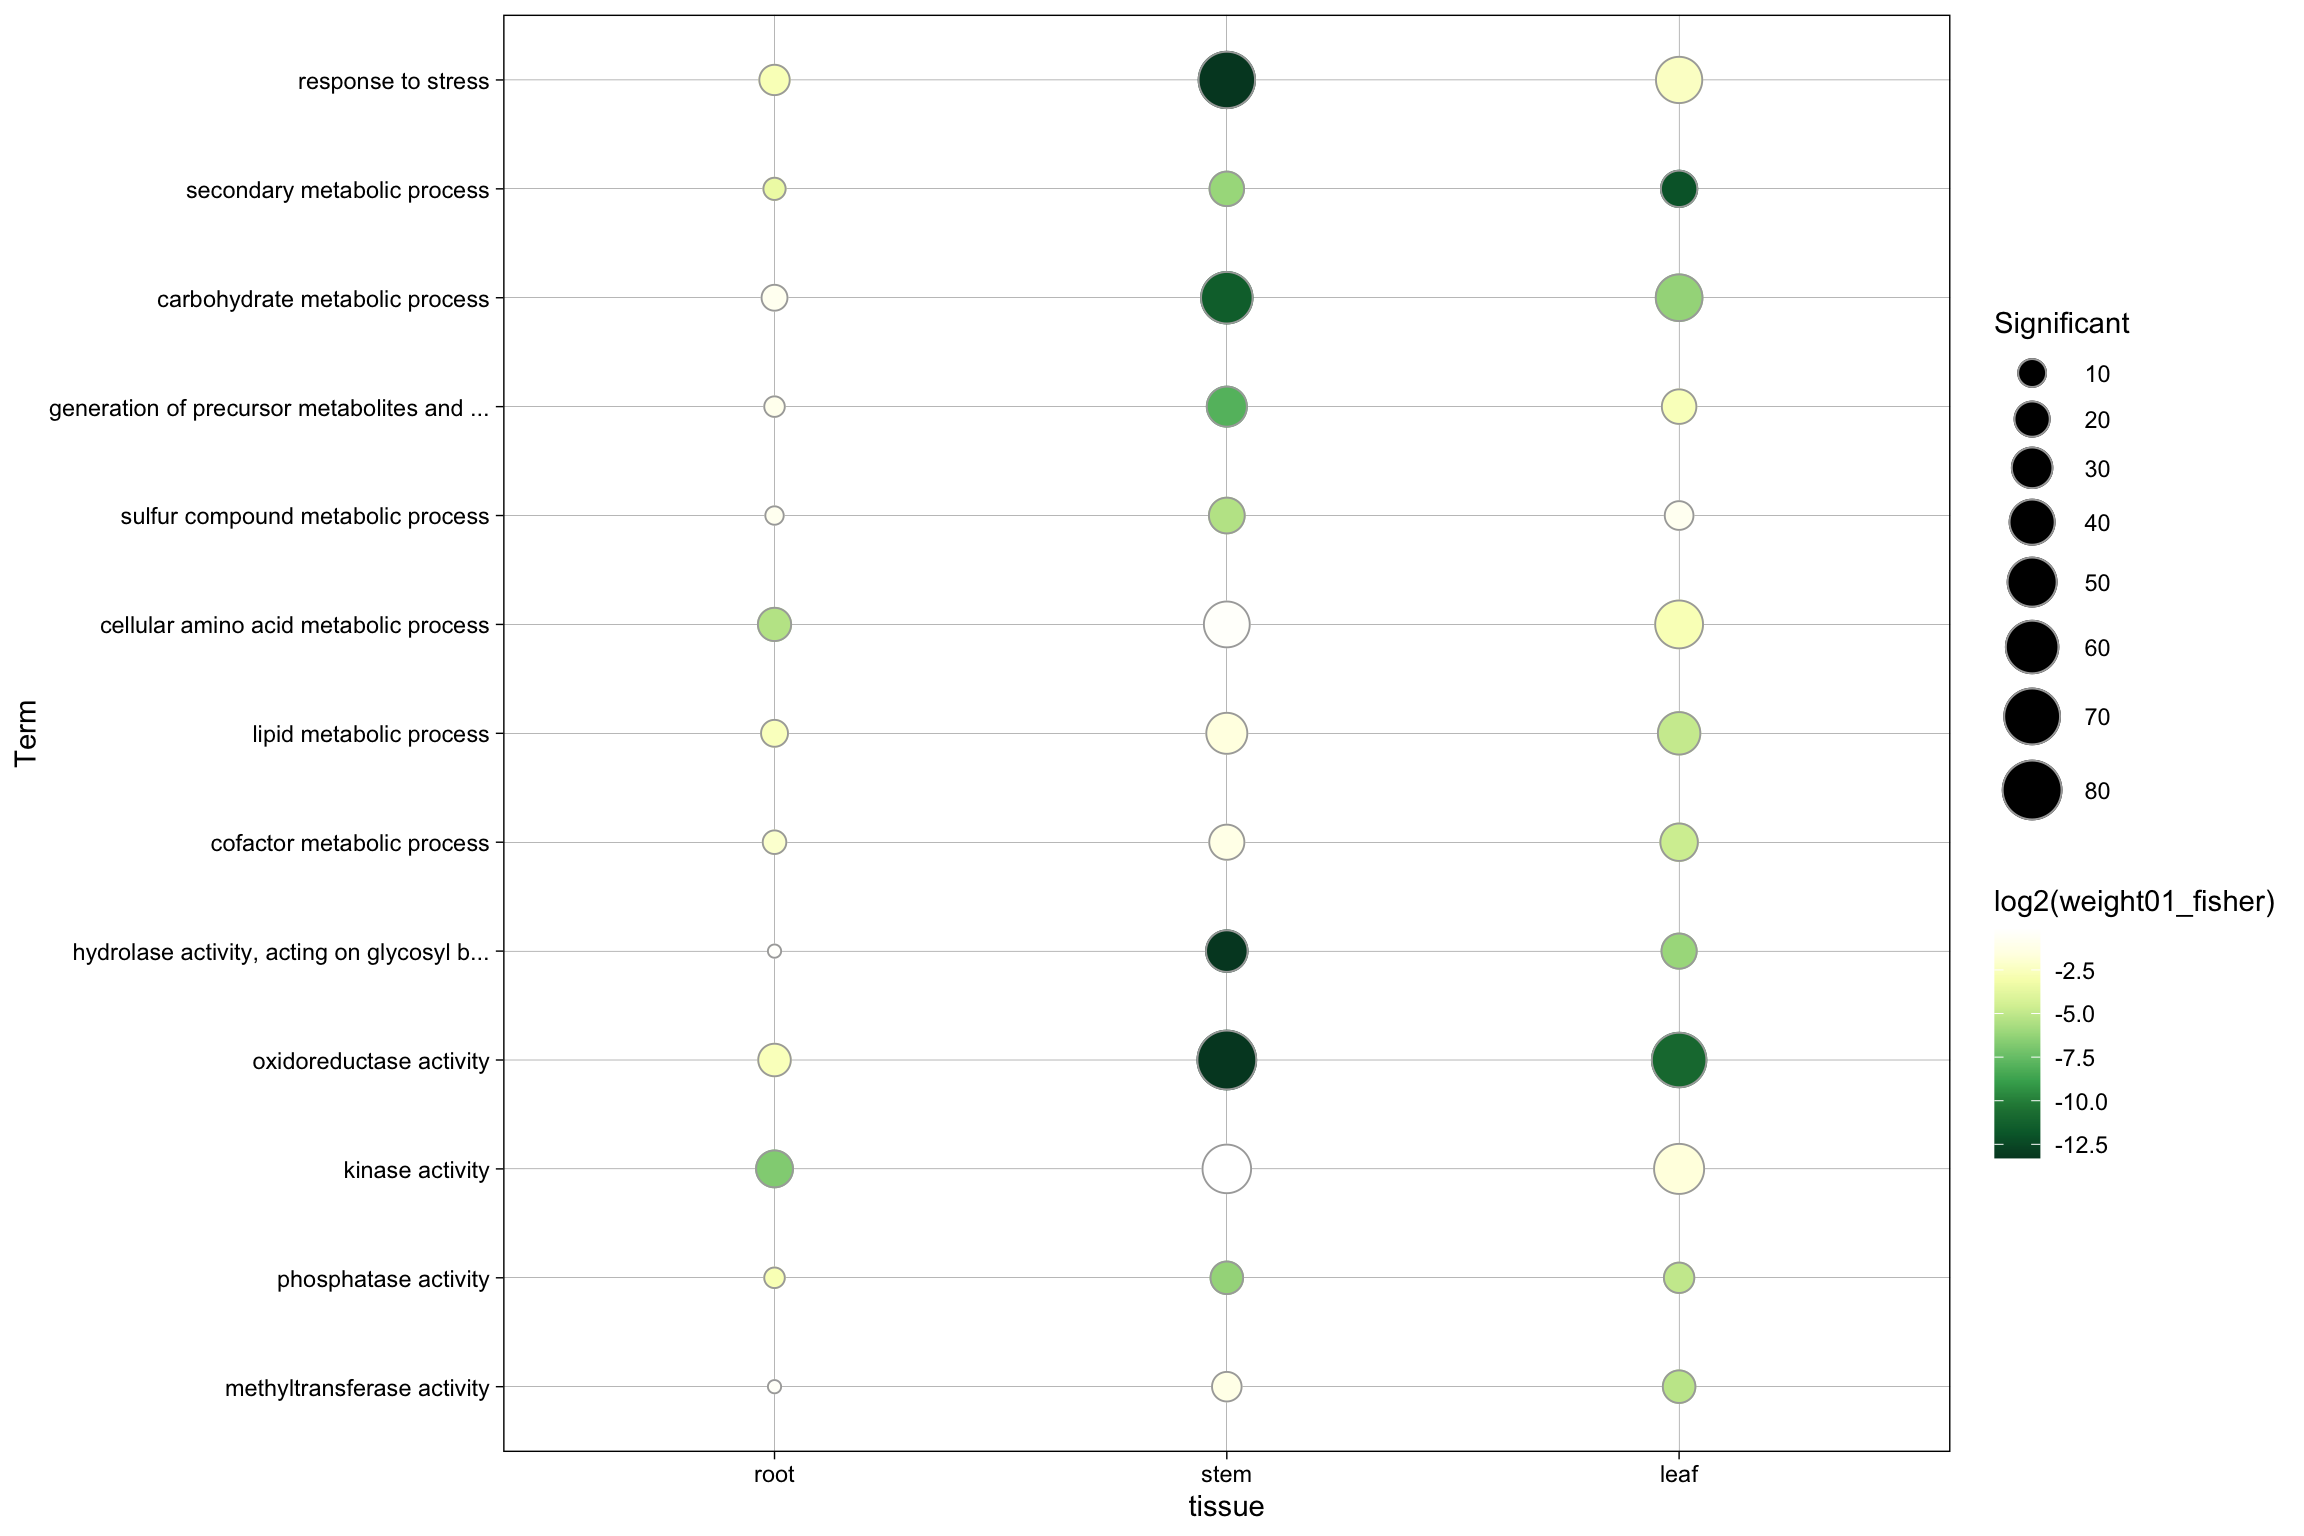 response to stress
secondary metabolic process
carbohydrate metabolic process
generation of precursor metabolites and ...
sulfur compound metabolic process
cellular amino acid metabolic process
lipid metabolic process
cofactor metabolic process
hydrolase activity, acting on glycosyl b...
oxidoreductase activity
kinase activity
phosphatase activity
methyltransferase activity
Term
root
stem
leaf
tissue
Significant
10
20
30
40
50
60
70
80
log2(weight01_fisher)
-2.5
-5.0
-7.5
-10.0
-12.5